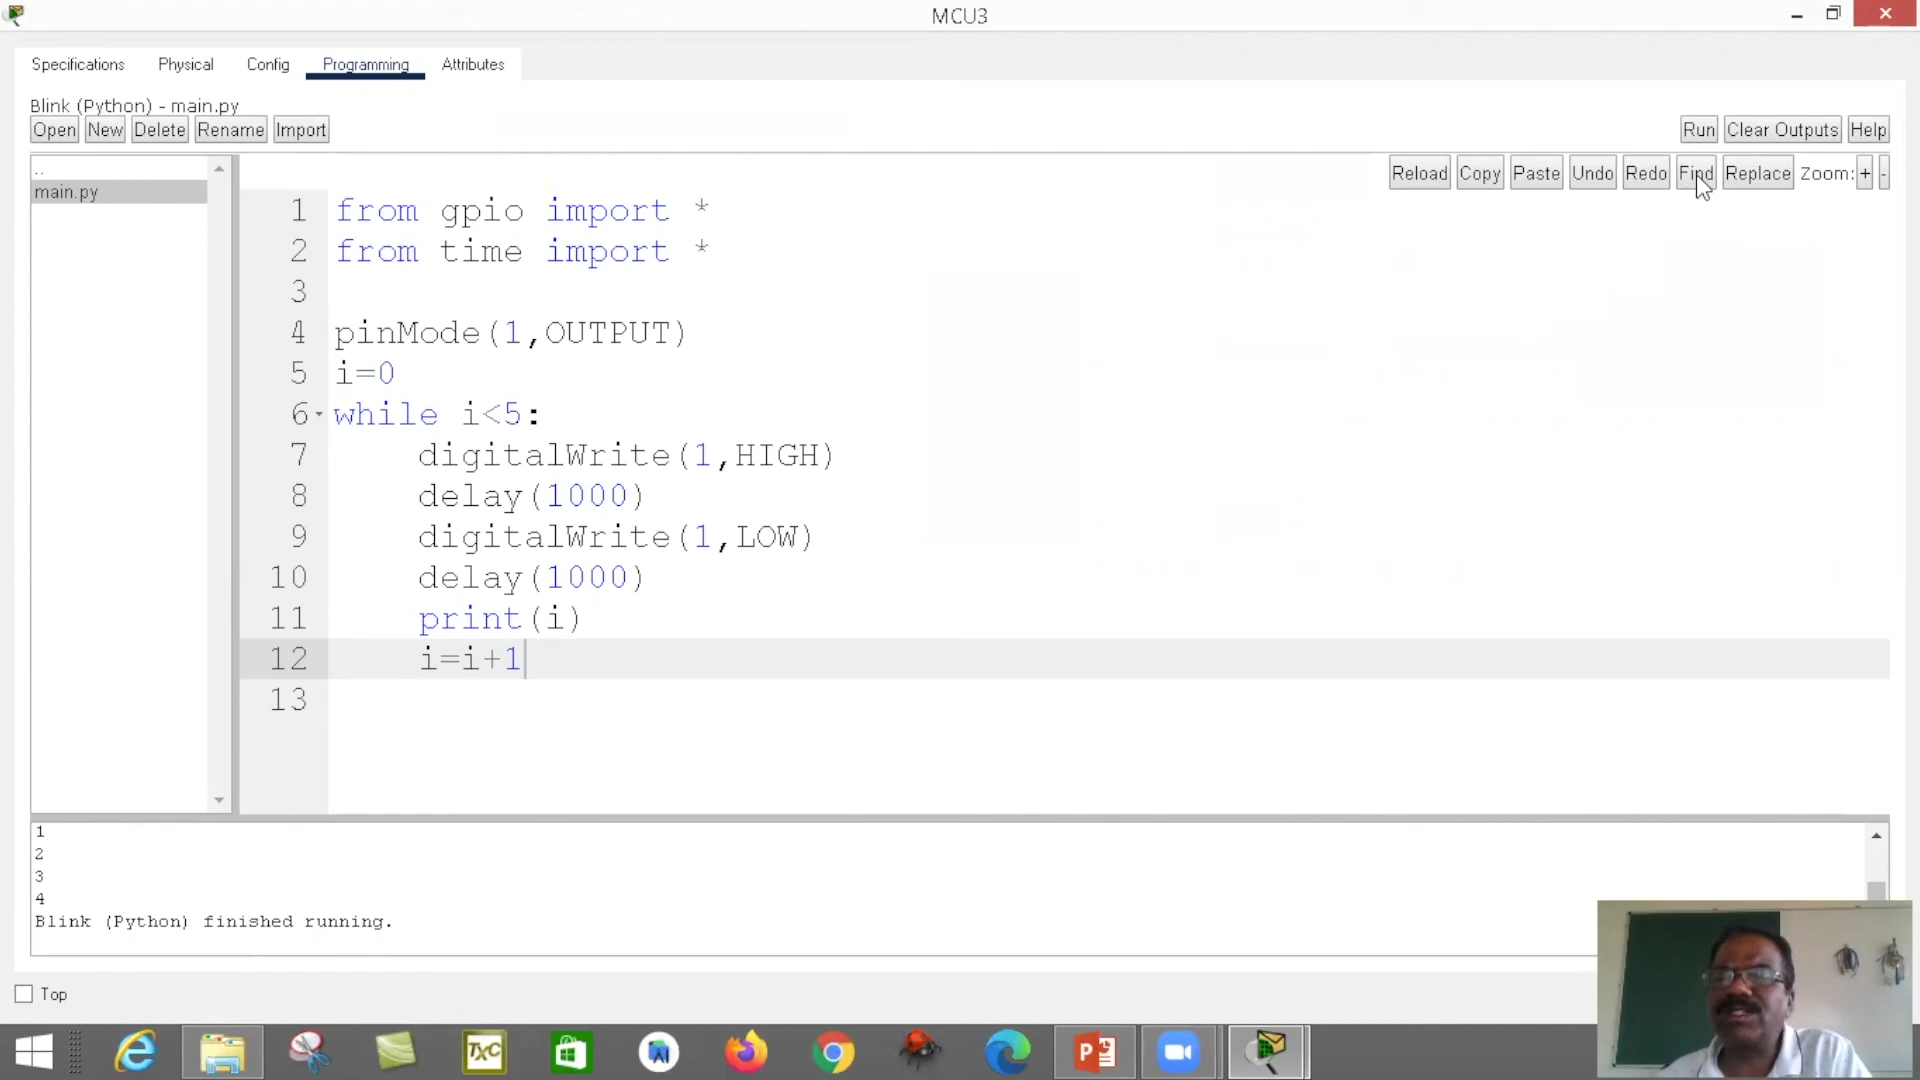 MCU3
Specifications Physical Config Programming Attributes
Blink (Python) - main.py
Open New Delete Rename Import Run Clear Outputs Help
Reload Copy Paste Undo Redo Find Replace Zoom: + -
..
main.py
1 from gpio import *
2 from time import *
3
4 pinMode(1,OUTPUT)
5 i=0
6 while i<5:
7 digitalWrite(1,HIGH)
8 delay(1000)
9 digitalWrite(1,LOW)
10 delay(1000)
11 print(i)
12 i=i+1
13
1
2
3
4
Blink (Python) finished running.
Top
TXC
P